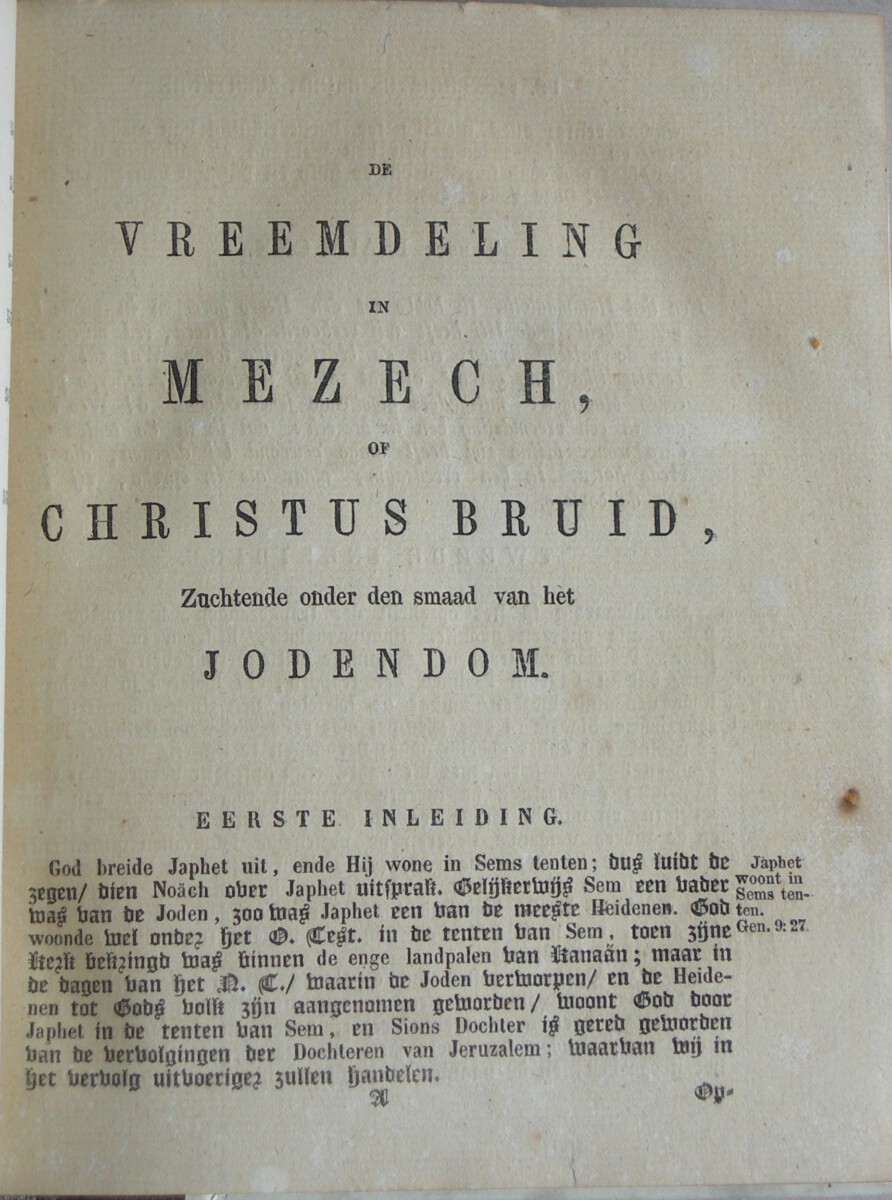 DE
VREEMDELING
IN
MEZECH,
OF
CHRISTUS BRUID,
Zuchtende onder den smaad van het
JODENDOM.
EERSTE INLEIDING.
God breide Japhet uit, ende Hij wone in Sems tenten; dus luidt de
zegen/ dien Noäch over Japhet uitsprak. Gelijkerwijs Sem een vader
was van de Joden, zoo was Japhet een van de meeste Heidenen. God
woonde wel onder het O. Test. in de tenten van Sem, toen zijne
Kerk bekringd was binnen de enge landpalen van Kanaän; maar in
de dagen van het N. T./ waarin de Joden verworpen/ en de Heide-
nen tot Gods volk zijn aangenomen geworden/ woont God door
Japhet in de tenten van Sem, en Sions Dochter is gered geworden
van de vervolgingen der Dochteren van Jeruzalem; waarvan wij in
het vervolg uitvoeriger zullen handelen.
Japhet
woont in
Sems ten-
ten.
Gen. 9: 27.
A
Op-